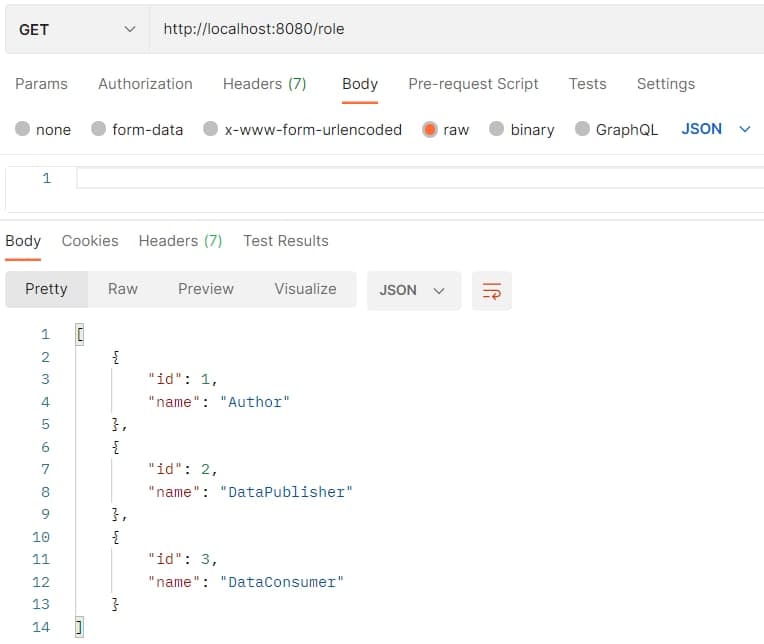 GET http://localhost:8080/role
Params Authorization Headers (7) Body Pre-request Script Tests Settings
none form-data x-www-form-urlencoded raw binary GraphQL JSON
1
Body Cookies Headers (7) Test Results
Pretty Raw Preview Visualize JSON
1 [
2 {
3 "id": 1,
4 "name": "Author"
5 },
6 {
7 "id": 2,
8 "name": "DataPublisher"
9 },
10 {
11 "id": 3,
12 "name": "DataConsumer"
13 }
14 ]